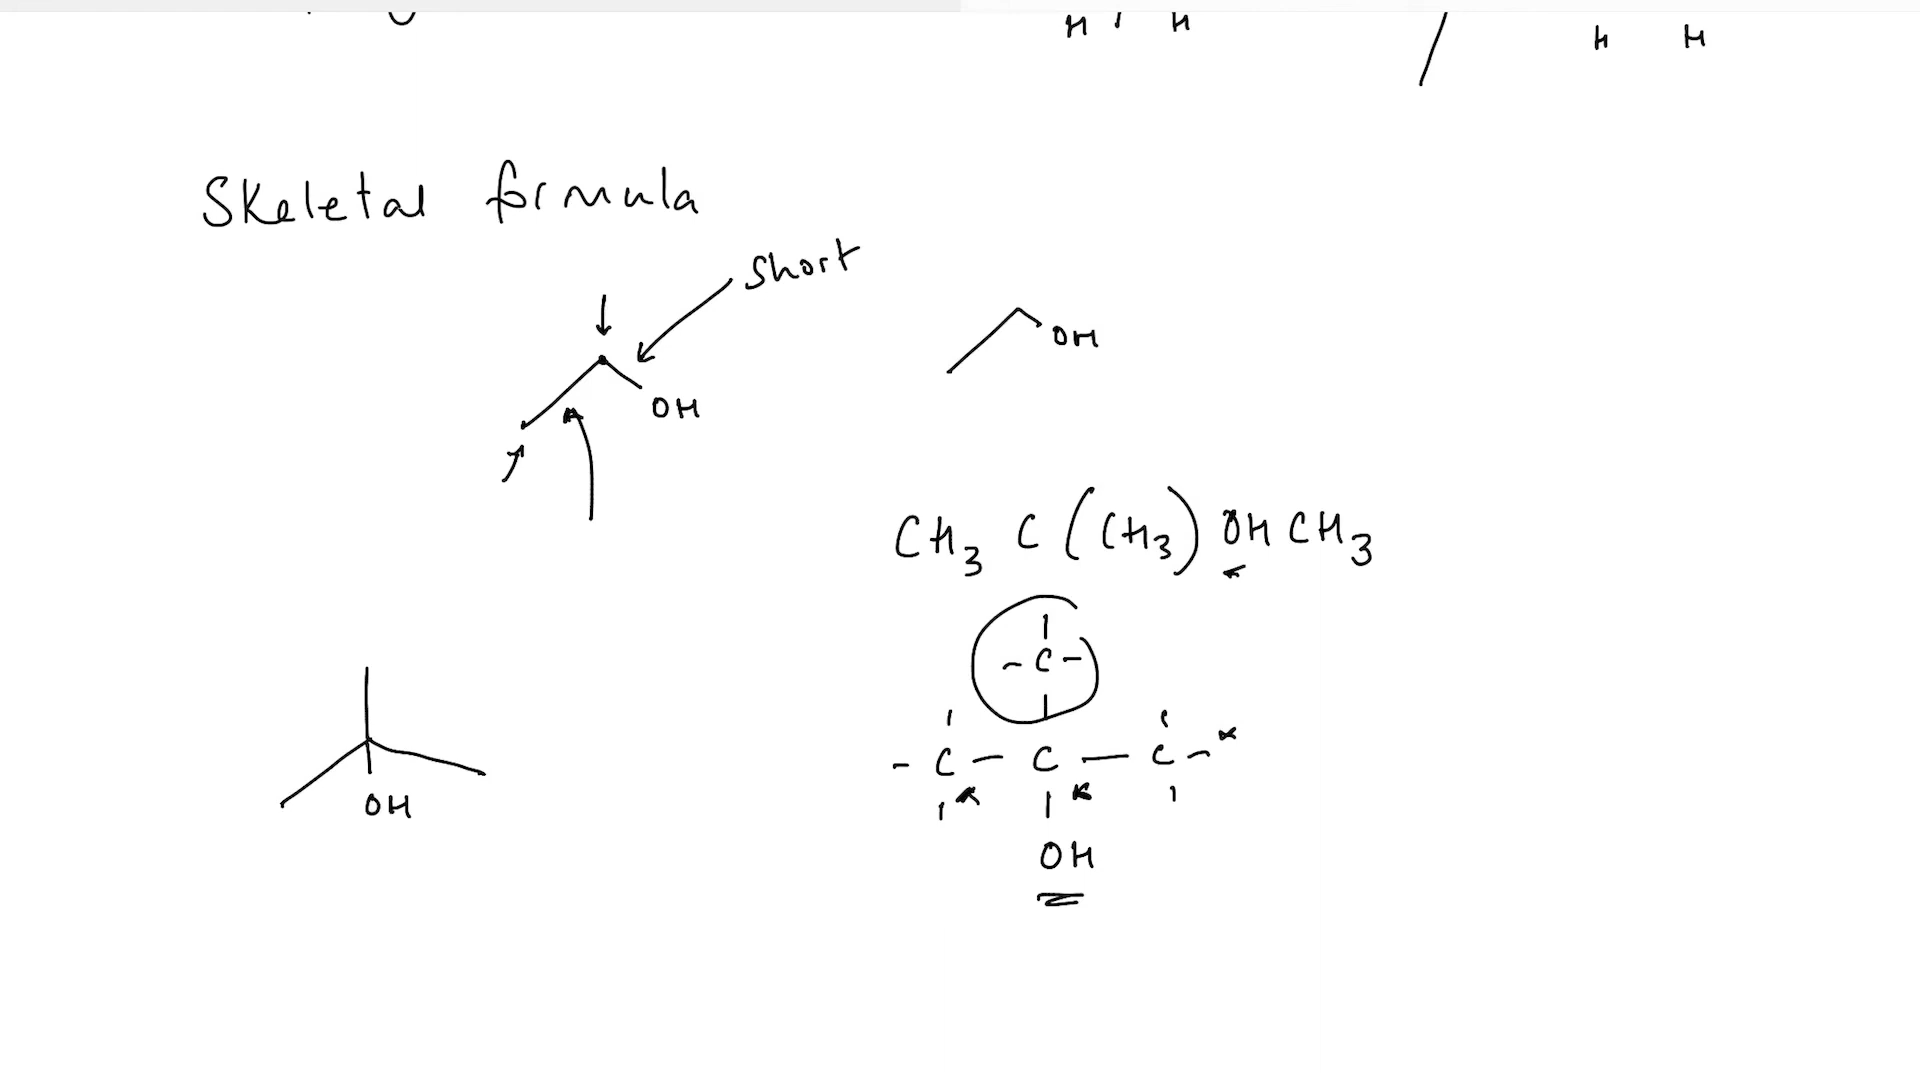 H H H H
Skeletal formula
Short
OH
OH
CH3 C (CH3) OH CH3
- C -
- C - C - C -
OH
OH